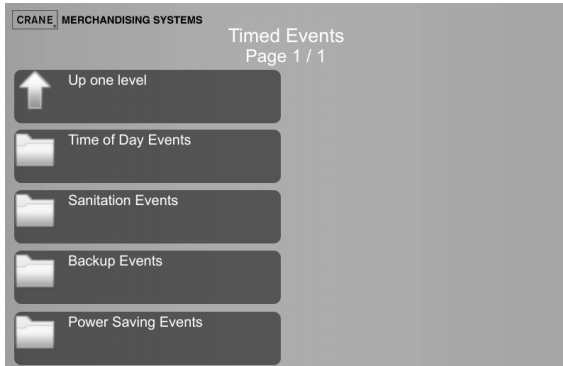 CRANE® MERCHANDISING SYSTEMS
Timed Events
Page 1 / 1
Up one level
Time of Day Events
Sanitation Events
Backup Events
Power Saving Events